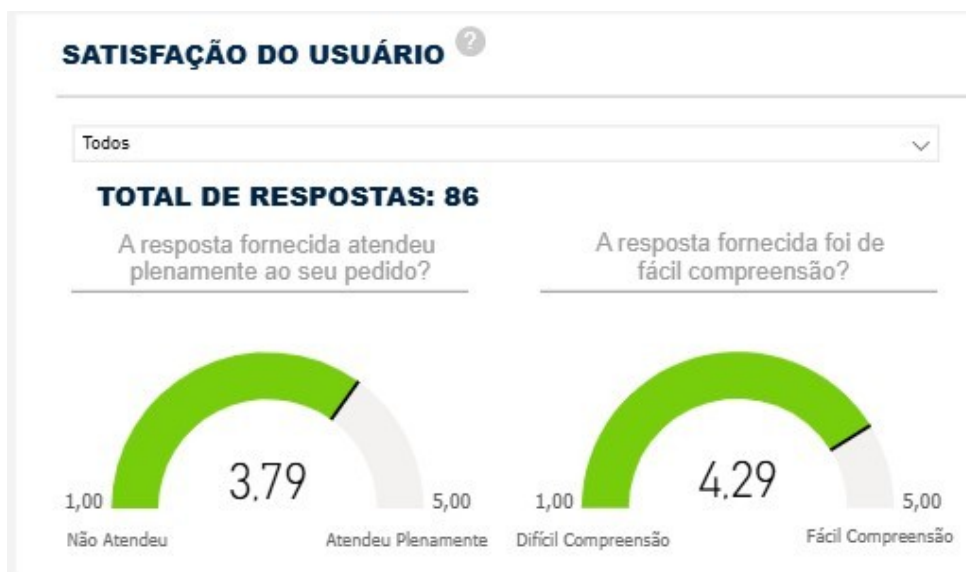 SATISFAÇÃO DO USUÁRIO ?
Todos
TOTAL DE RESPOSTAS: 86
A resposta fornecida atendeu
plenamente ao seu pedido?
3,79
1,00
5,00
Não Atendeu
Atendeu Plenamente
A resposta fornecida foi de
fácil compreensão?
4,29
1,00
5,00
Difícil Compreensão
Fácil Compreensão